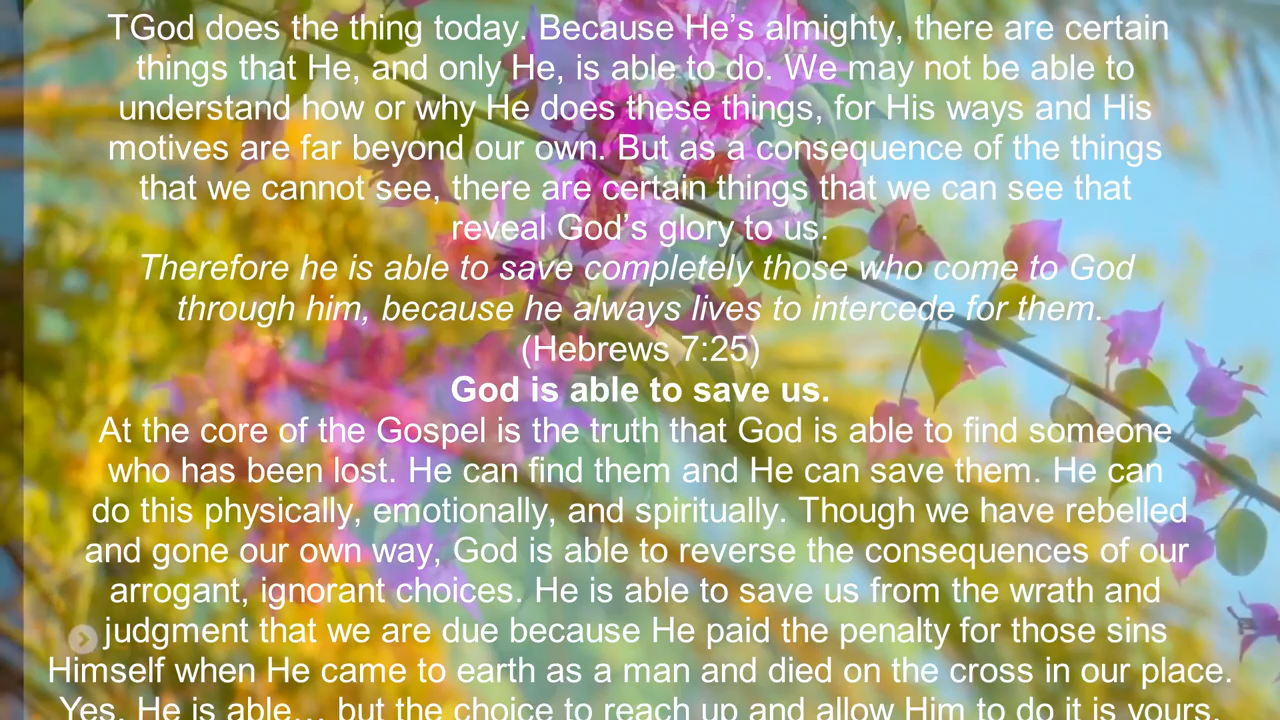 TGod does the thing today. Because He’s almighty, there are certain
things that He, and only He, is able to do. We may not be able to
understand how or why He does these things, for His ways and His
motives are far beyond our own. But as a consequence of the things
that we cannot see, there are certain things that we can see that
reveal God’s glory to us.
Therefore he is able to save completely those who come to God
through him, because he always lives to intercede for them.
(Hebrews 7:25)
God is able to save us.
At the core of the Gospel is the truth that God is able to find someone
who has been lost. He can find them and He can save them. He can
do this physically, emotionally, and spiritually. Though we have rebelled
and gone our own way, God is able to reverse the consequences of our
arrogant, ignorant choices. He is able to save us from the wrath and
judgment that we are due because He paid the penalty for those sins
Himself when He came to earth as a man and died on the cross in our place.
Yes, He is able… but the choice to reach up and allow Him to do it is yours.